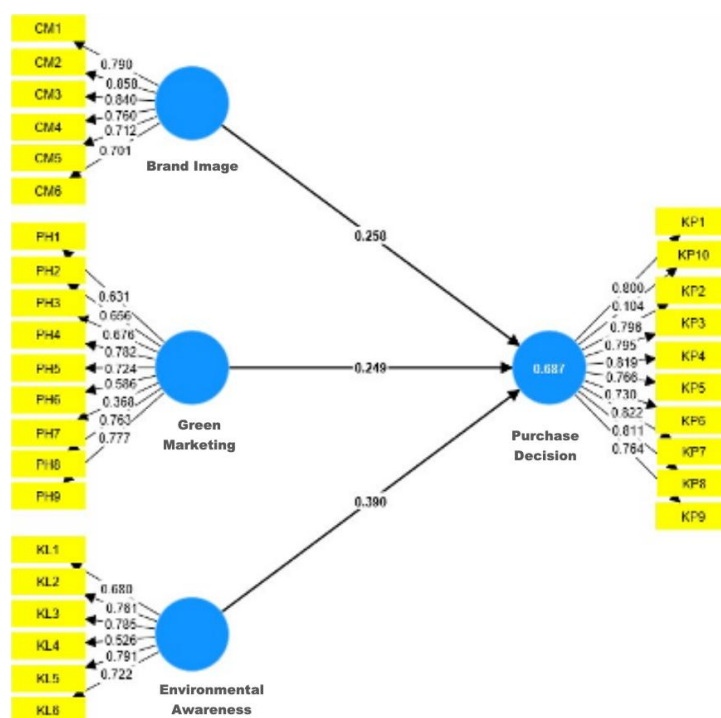 CM1
CM2
CM3
CM4
CM5
CM6
0.790
0.850
0.840
0.760
0.712
0.701
Brand Image
PH1
PH2
PH3
PH4
PH5
PH6
PH7
PH8
PH9
0.631
0.656
0.676
0.782
0.724
0.586
0.368
0.763
0.777
Green
Marketing
KL1
KL2
KL3
KL4
KL5
KL6
0.680
0.761
0.785
0.526
0.791
0.722
Environmental
Awareness
0.250
0.249
0.390
0.687
Purchase
Decision
0.800
0.104
0.796
0.795
0.819
0.766
0.730
0.822
0.811
0.764
KP1
KP10
KP2
KP3
KP4
KP5
KP6
KP7
KP8
KP9